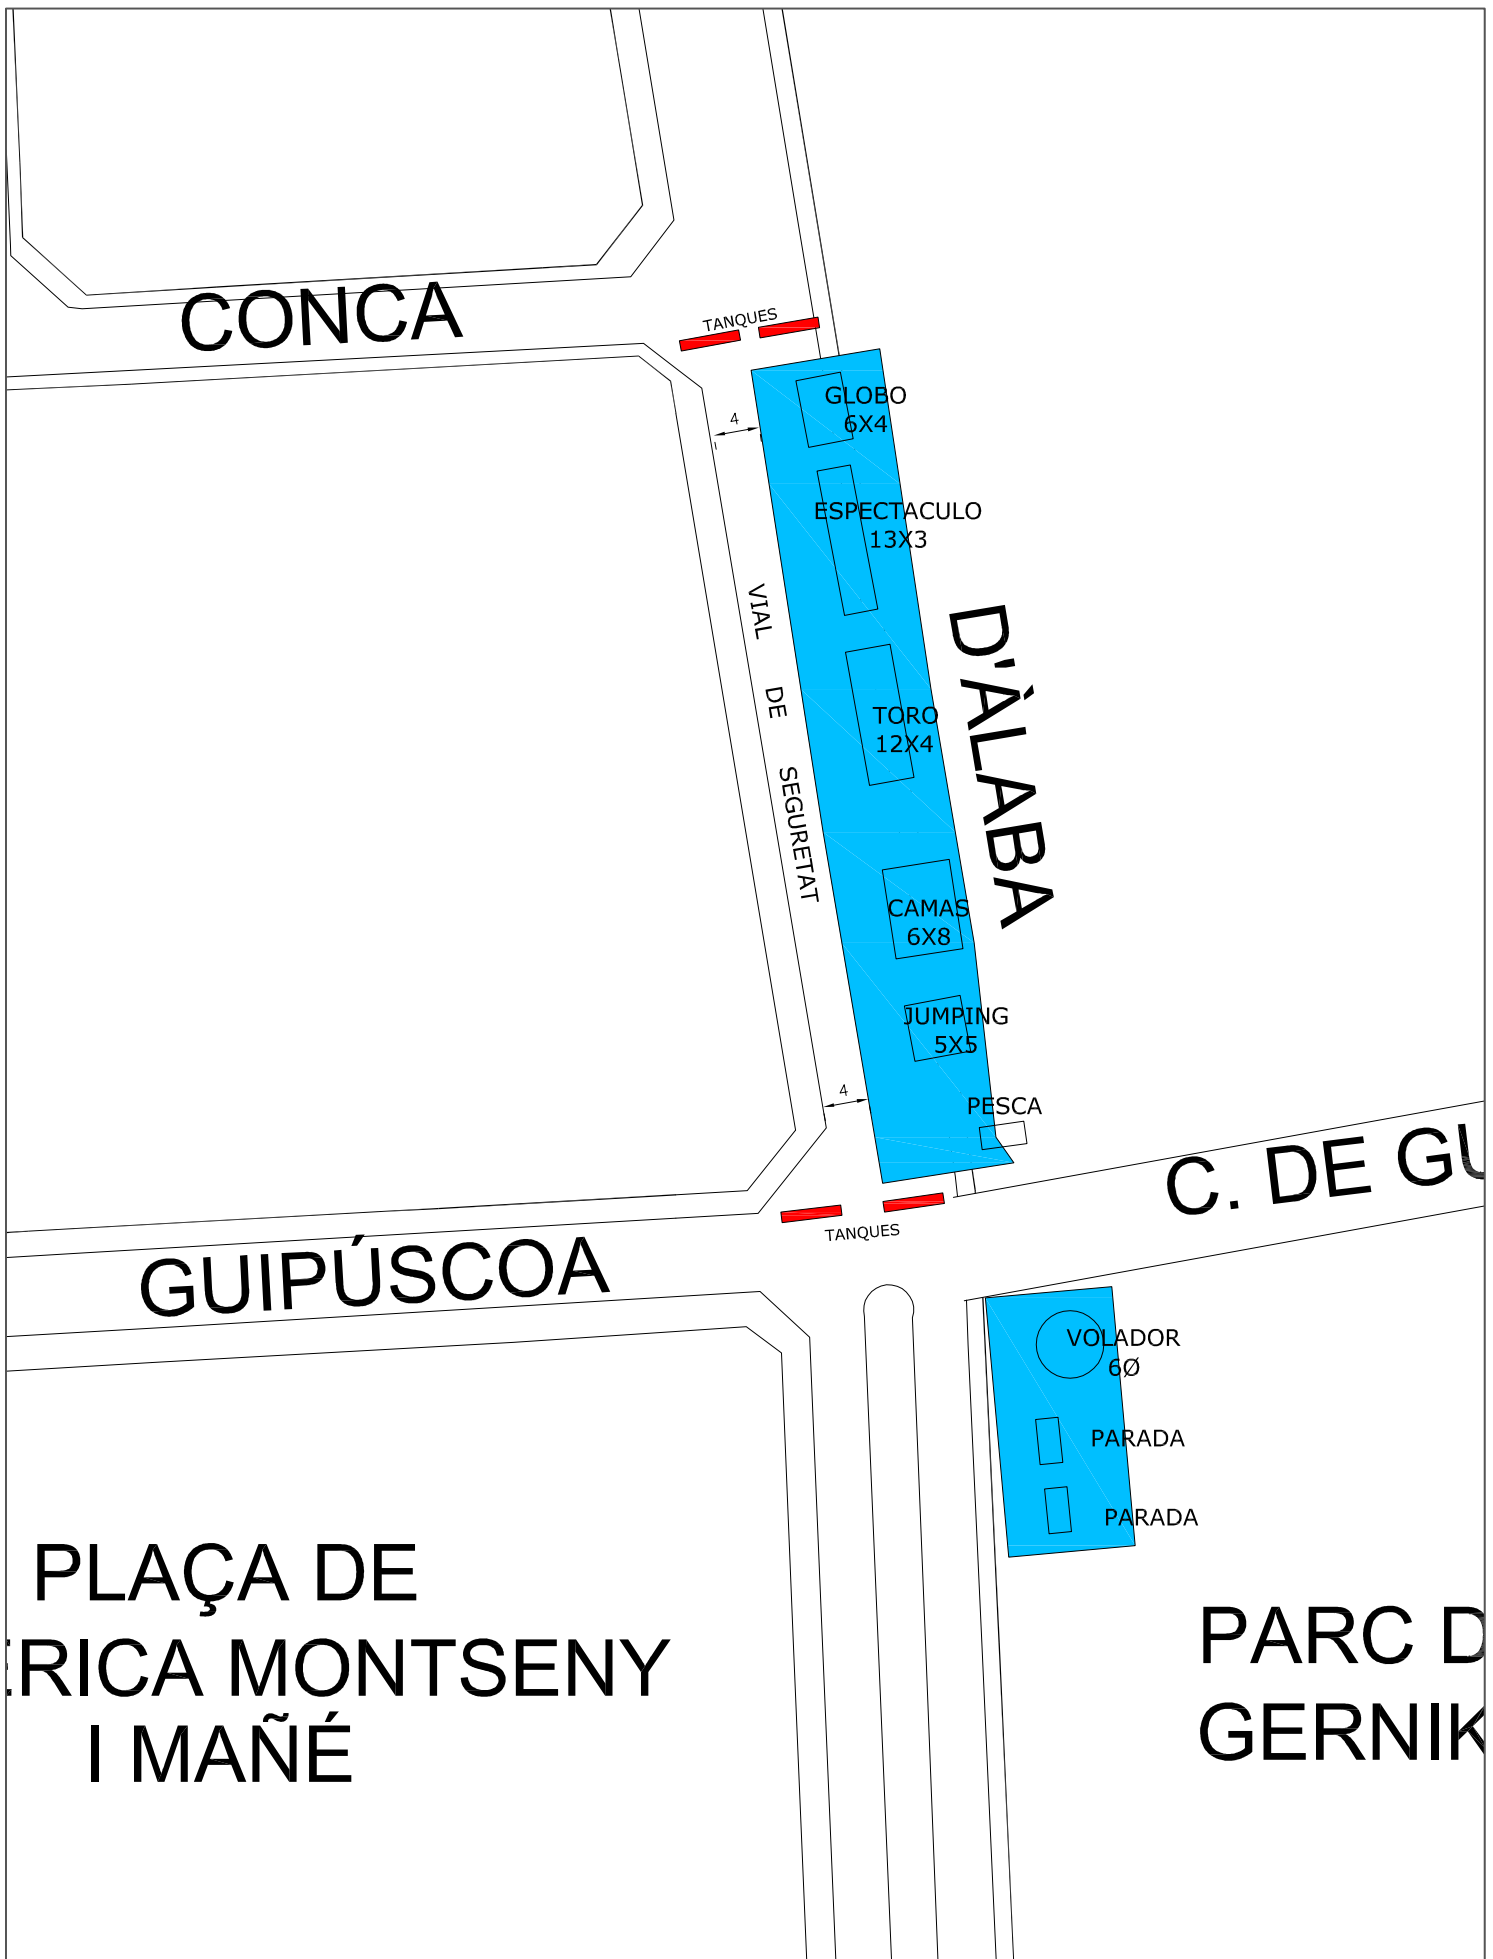 CONCA
TANQUES
GLOBO
6X4
4
ESPECTACULO
13X3
VIAL DE SEGURETAT
D'ÀLABA
TORO
12X4
CAMAS
6X8
JUMPING
5X5
4
PESCA
C. DE GU
TANQUES
GUIPÚSCOA
VOLADOR
6Ø
PARADA
PARADA
PLAÇA DE
ERICA MONTSENY
I MAÑÉ
PARC D
GERNIK